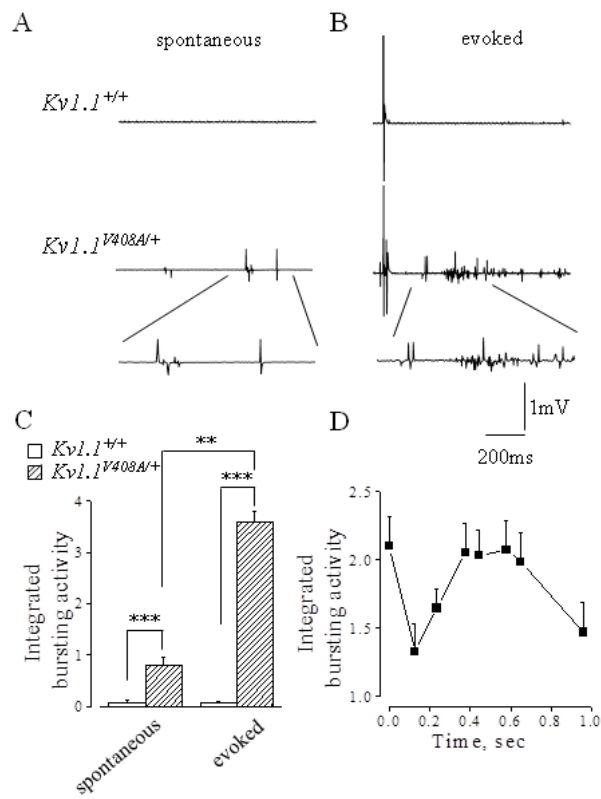 A
spontaneous
B
evoked
Kv1.1+/+
Kv1.1V408A/+
1mV
200ms
C
Kv1.1+/+
Kv1.1V408A/+
**
***
***
4
3
2
1
0
Integrated
bursting activity
spontaneous
evoked
D
2.5
2.0
1.5
1.0
Integrated
bursting activity
0.0 0.2 0.4 0.6 0.8 1.0
Time, sec